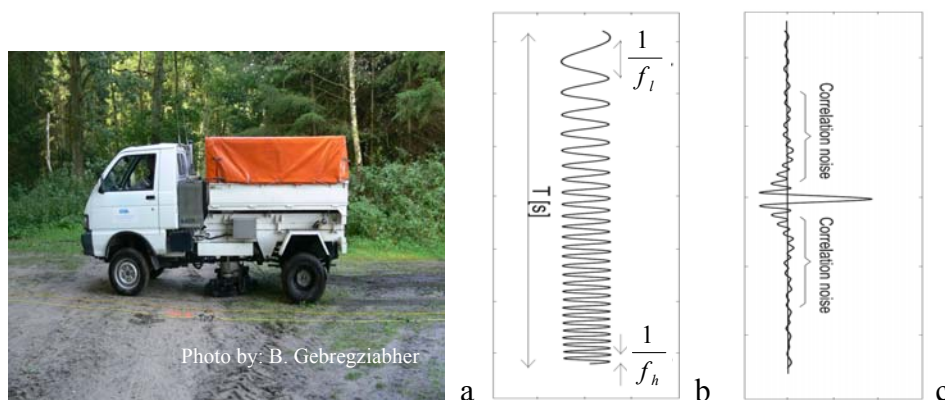 Photo by: B. Gebregziabher
a
T[s]
1
f_l
1
f_h
b
Correlation noise
Correlation noise
c